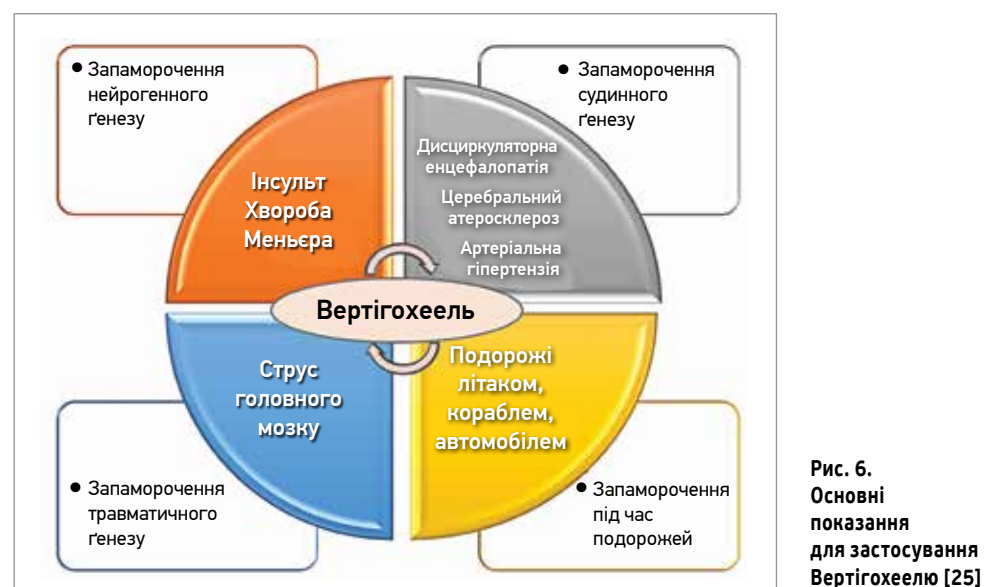 ● Запаморочення
нейрогенного
ґенезу
● Запаморочення
судинного
ґенезу
Інсульт
Хвороба
Меньєра
Дисциркуляторна
енцефалопатія
Церебральний
атеросклероз
Артеріальна
гіпертензія
Вертігохеель
Струс
головного
мозку
Подорожі
літаком,
кораблем,
автомобілем
● Запаморочення
травматичного
ґенезу
● Запаморочення
під час
подорожей
Рис. 6.
Основні
показання
для застосування
Вертігохеелю [25]